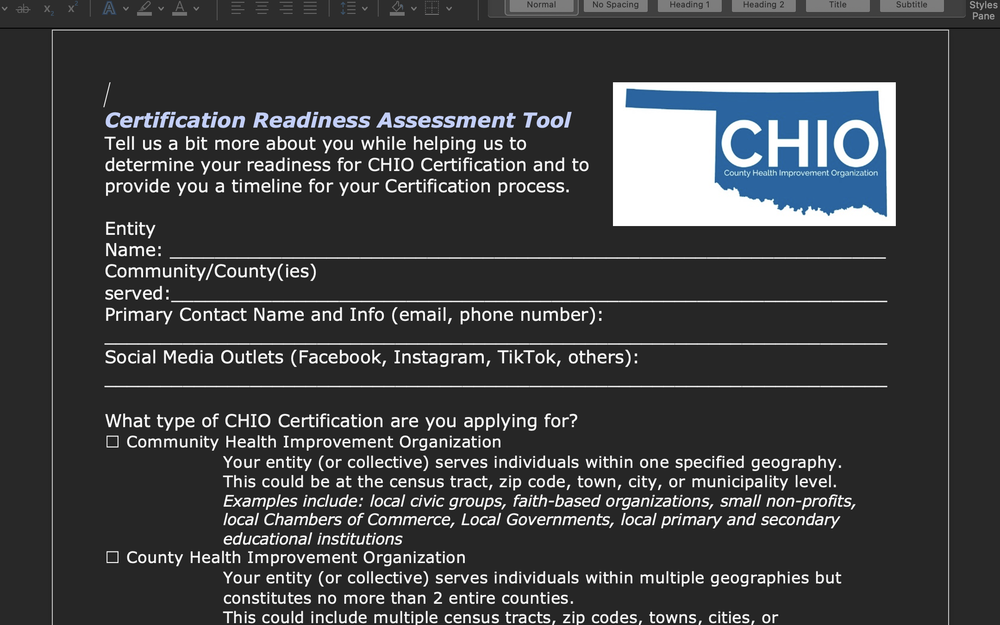 ab x2 x2 A A
Normal No Spacing Heading 1 Heading 2 Title Subtitle Styles
Pane
Certification Readiness Assessment Tool
Tell us a bit more about you while helping us to
determine your readiness for CHIO Certification and to
provide you a timeline for your Certification process.
CHIO
County Health Improvement Organization
Entity
Name: ____________________________________________________________
Community/County(ies)
served:____________________________________________________________
Primary Contact Name and Info (email, phone number):
__________________________________________________________________
Social Media Outlets (Facebook, Instagram, TikTok, others):
__________________________________________________________________
What type of CHIO Certification are you applying for?
☐ Community Health Improvement Organization
Your entity (or collective) serves individuals within one specified geography.
This could be at the census tract, zip code, town, city, or municipality level.
Examples include: local civic groups, faith-based organizations, small non-profits,
local Chambers of Commerce, Local Governments, local primary and secondary
educational institutions
☐ County Health Improvement Organization
Your entity (or collective) serves individuals within multiple geographies but
constitutes no more than 2 entire counties.
This could include multiple census tracts, zip codes, towns, cities, or